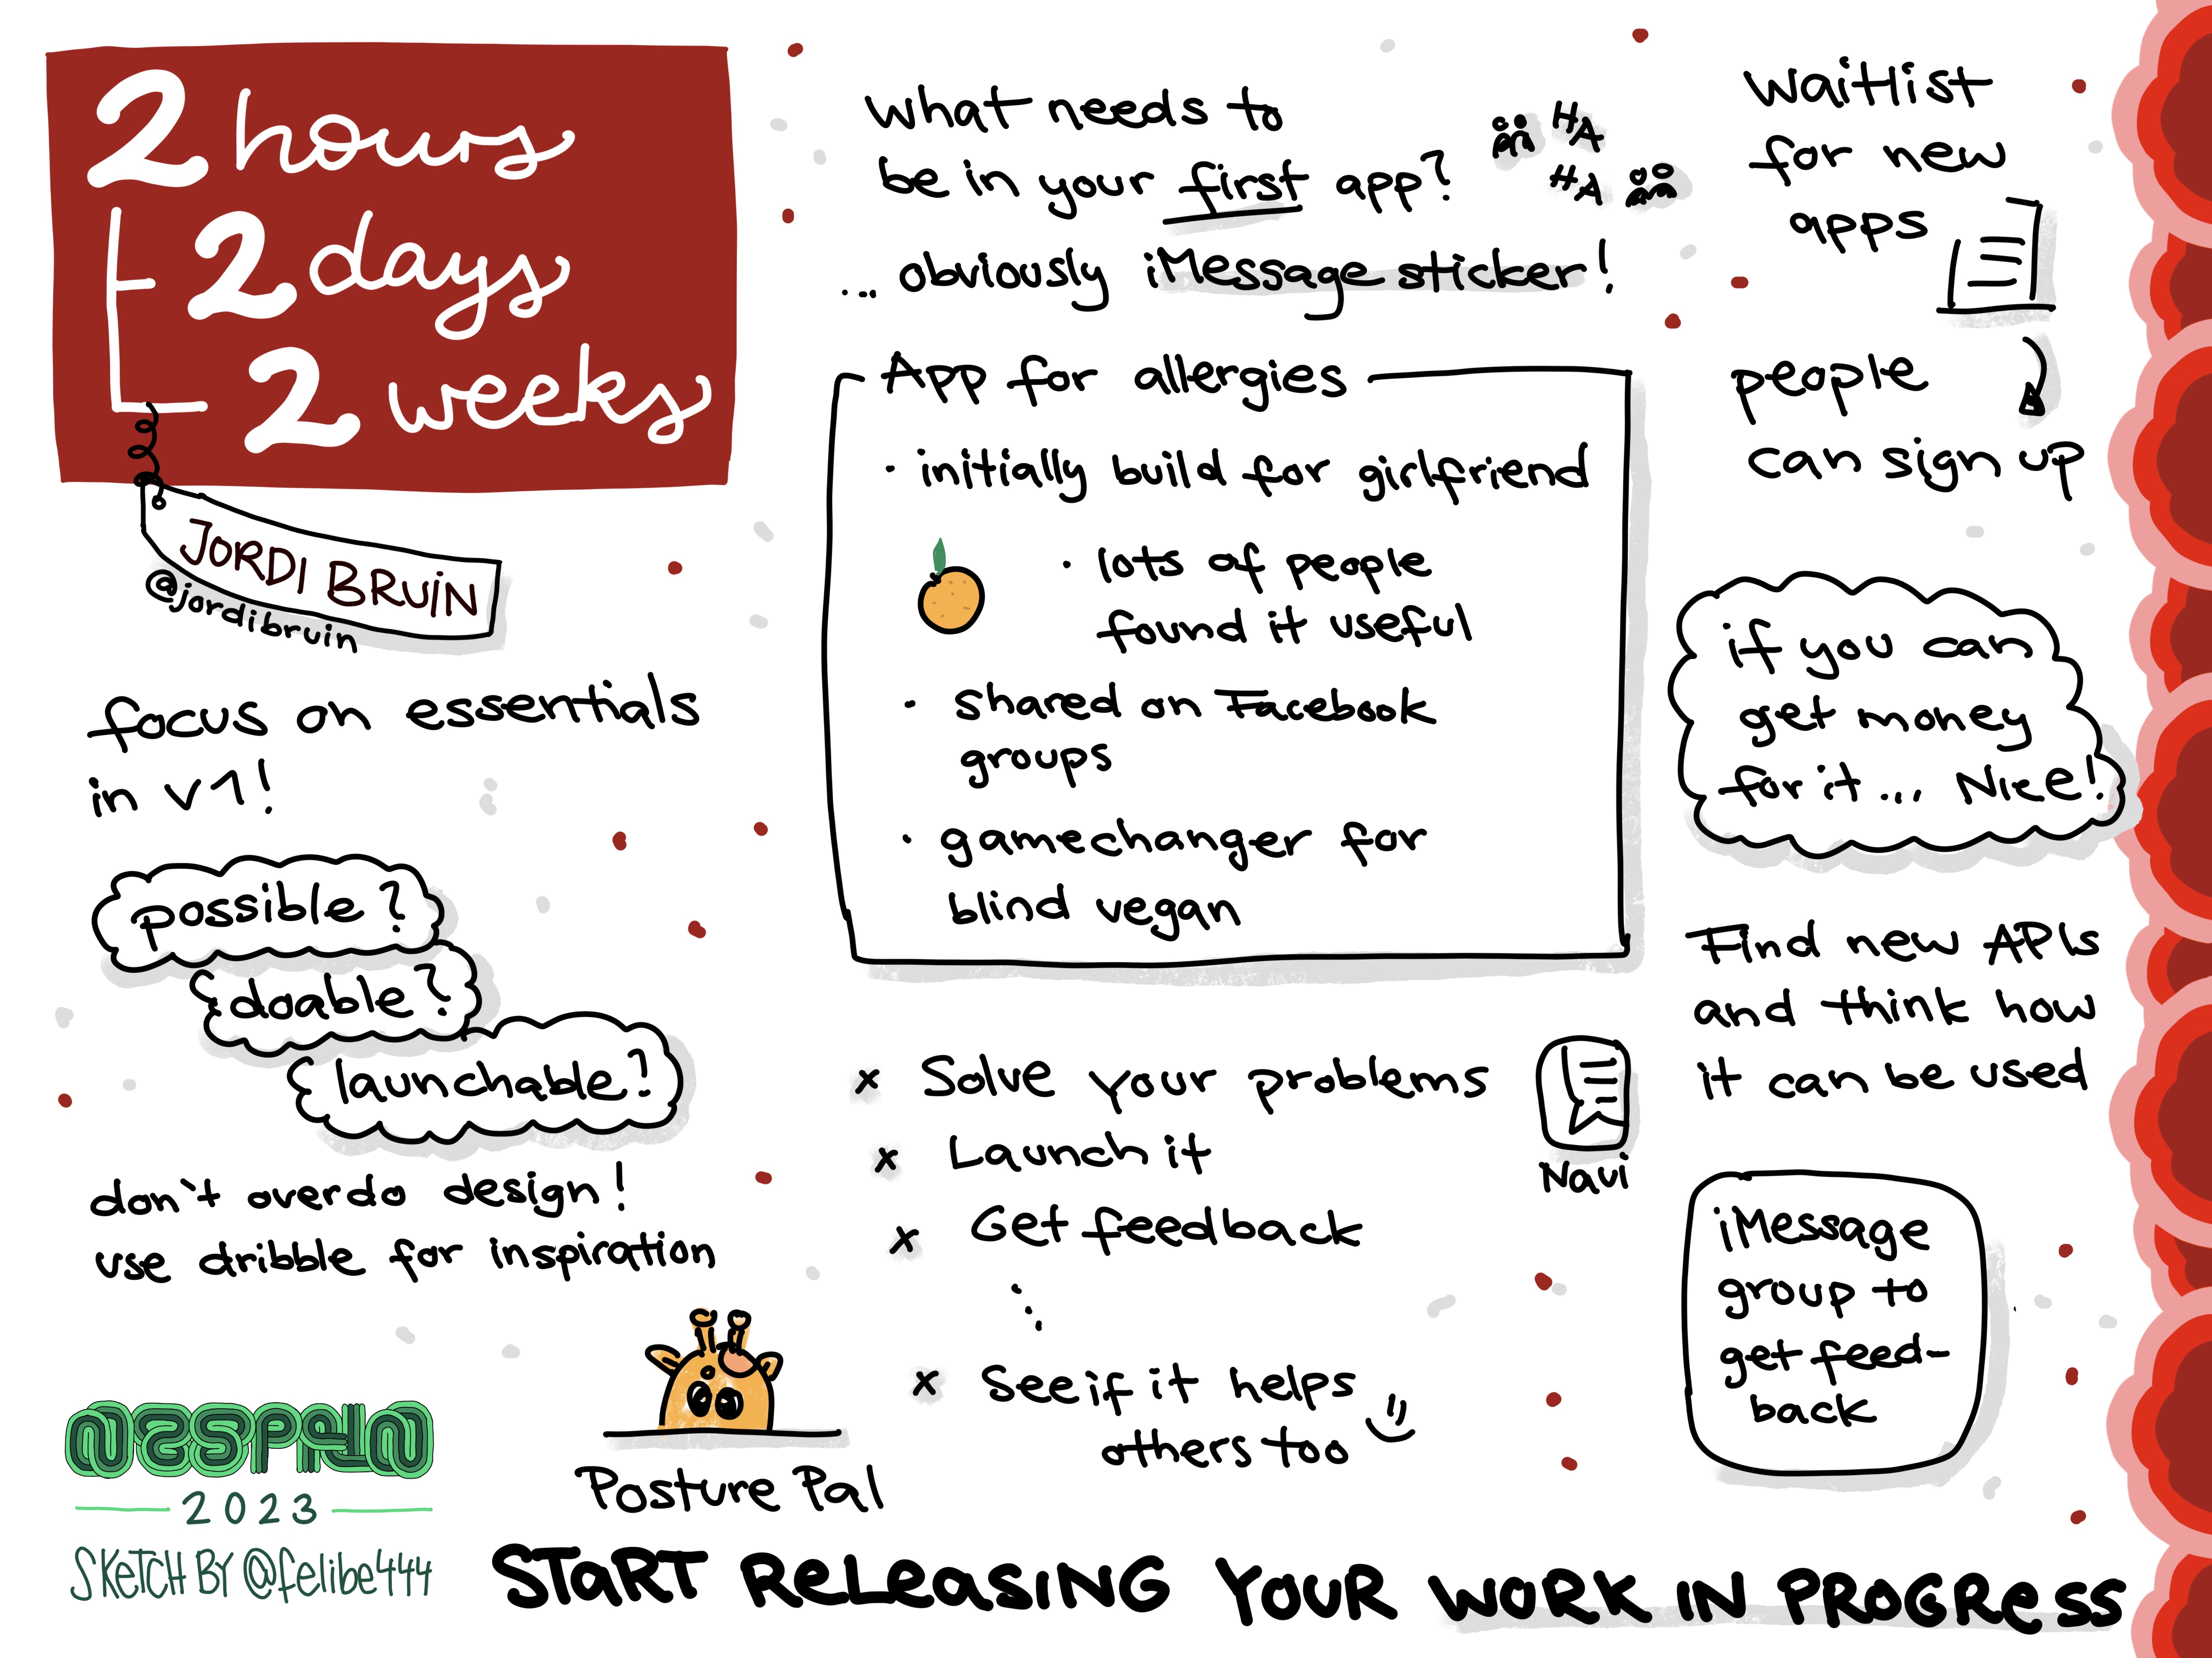 2 hours
2 days
2 weeks
JORDI BRUIN
@jordibruin
focus on essentials
in v1!
possible?
doable?
launchable?
don't overdo design!
use dribble for inspiration
Posture Pal
what needs to
be in your first app?
HA
HA
... obviously iMessage sticker!
App for allergies
· initially build for girlfriend
· lots of people
found it useful
· shared on Facebook
groups
· gamechanger for
blind vegan
x Solve your problems
x Launch it
x Get feedback
...
x See if it helps
others too
Navi
waitlist
for new
apps
people
can sign up
if you can
get money
for it... Nice!
Find new APIs
and think how
it can be used
iMessage
group to
get feed-
back
NSSPAIN
2023
SKETCH BY @felibe444
START RELEASING YOUR WORK IN PROGRESS